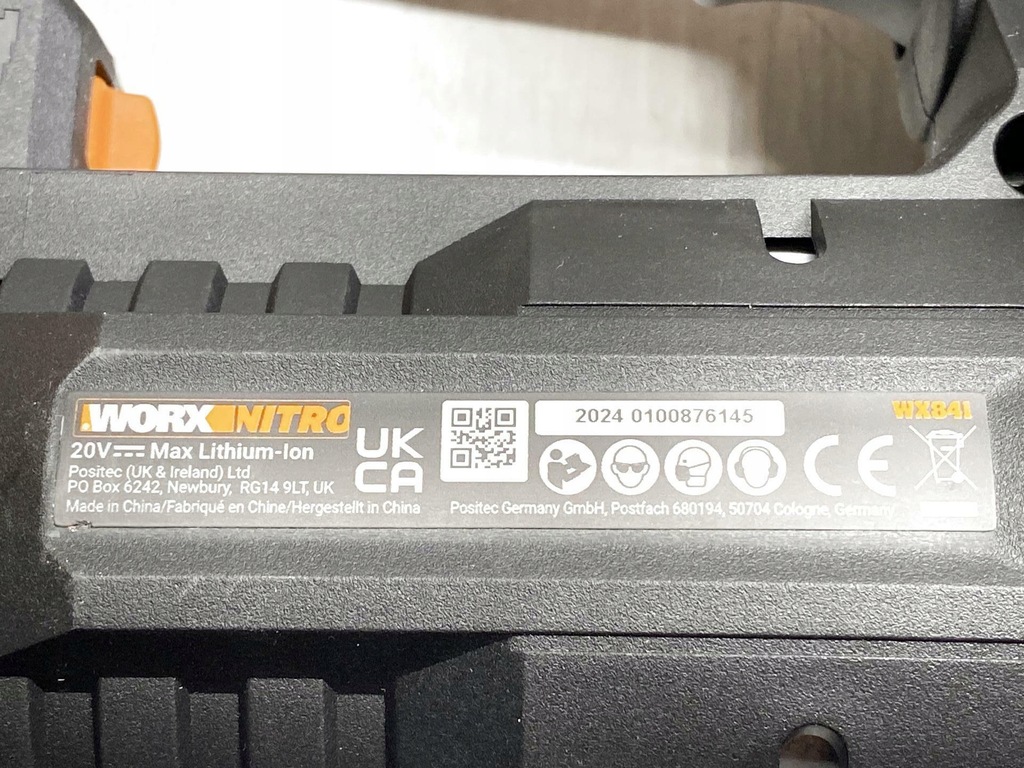 WORX NITRO
20V Max Lithium-Ion
Positec (UK & Ireland) Ltd
PO Box 6242, Newbury, RG14 9LT, UK
Made in China/Fabriqué en Chine/Hergestellt in China
UK
CA
2024 0100876145
CE
Positec Germany GmbH, Postfach 680194, 50704 Cologne, Germany
WX841